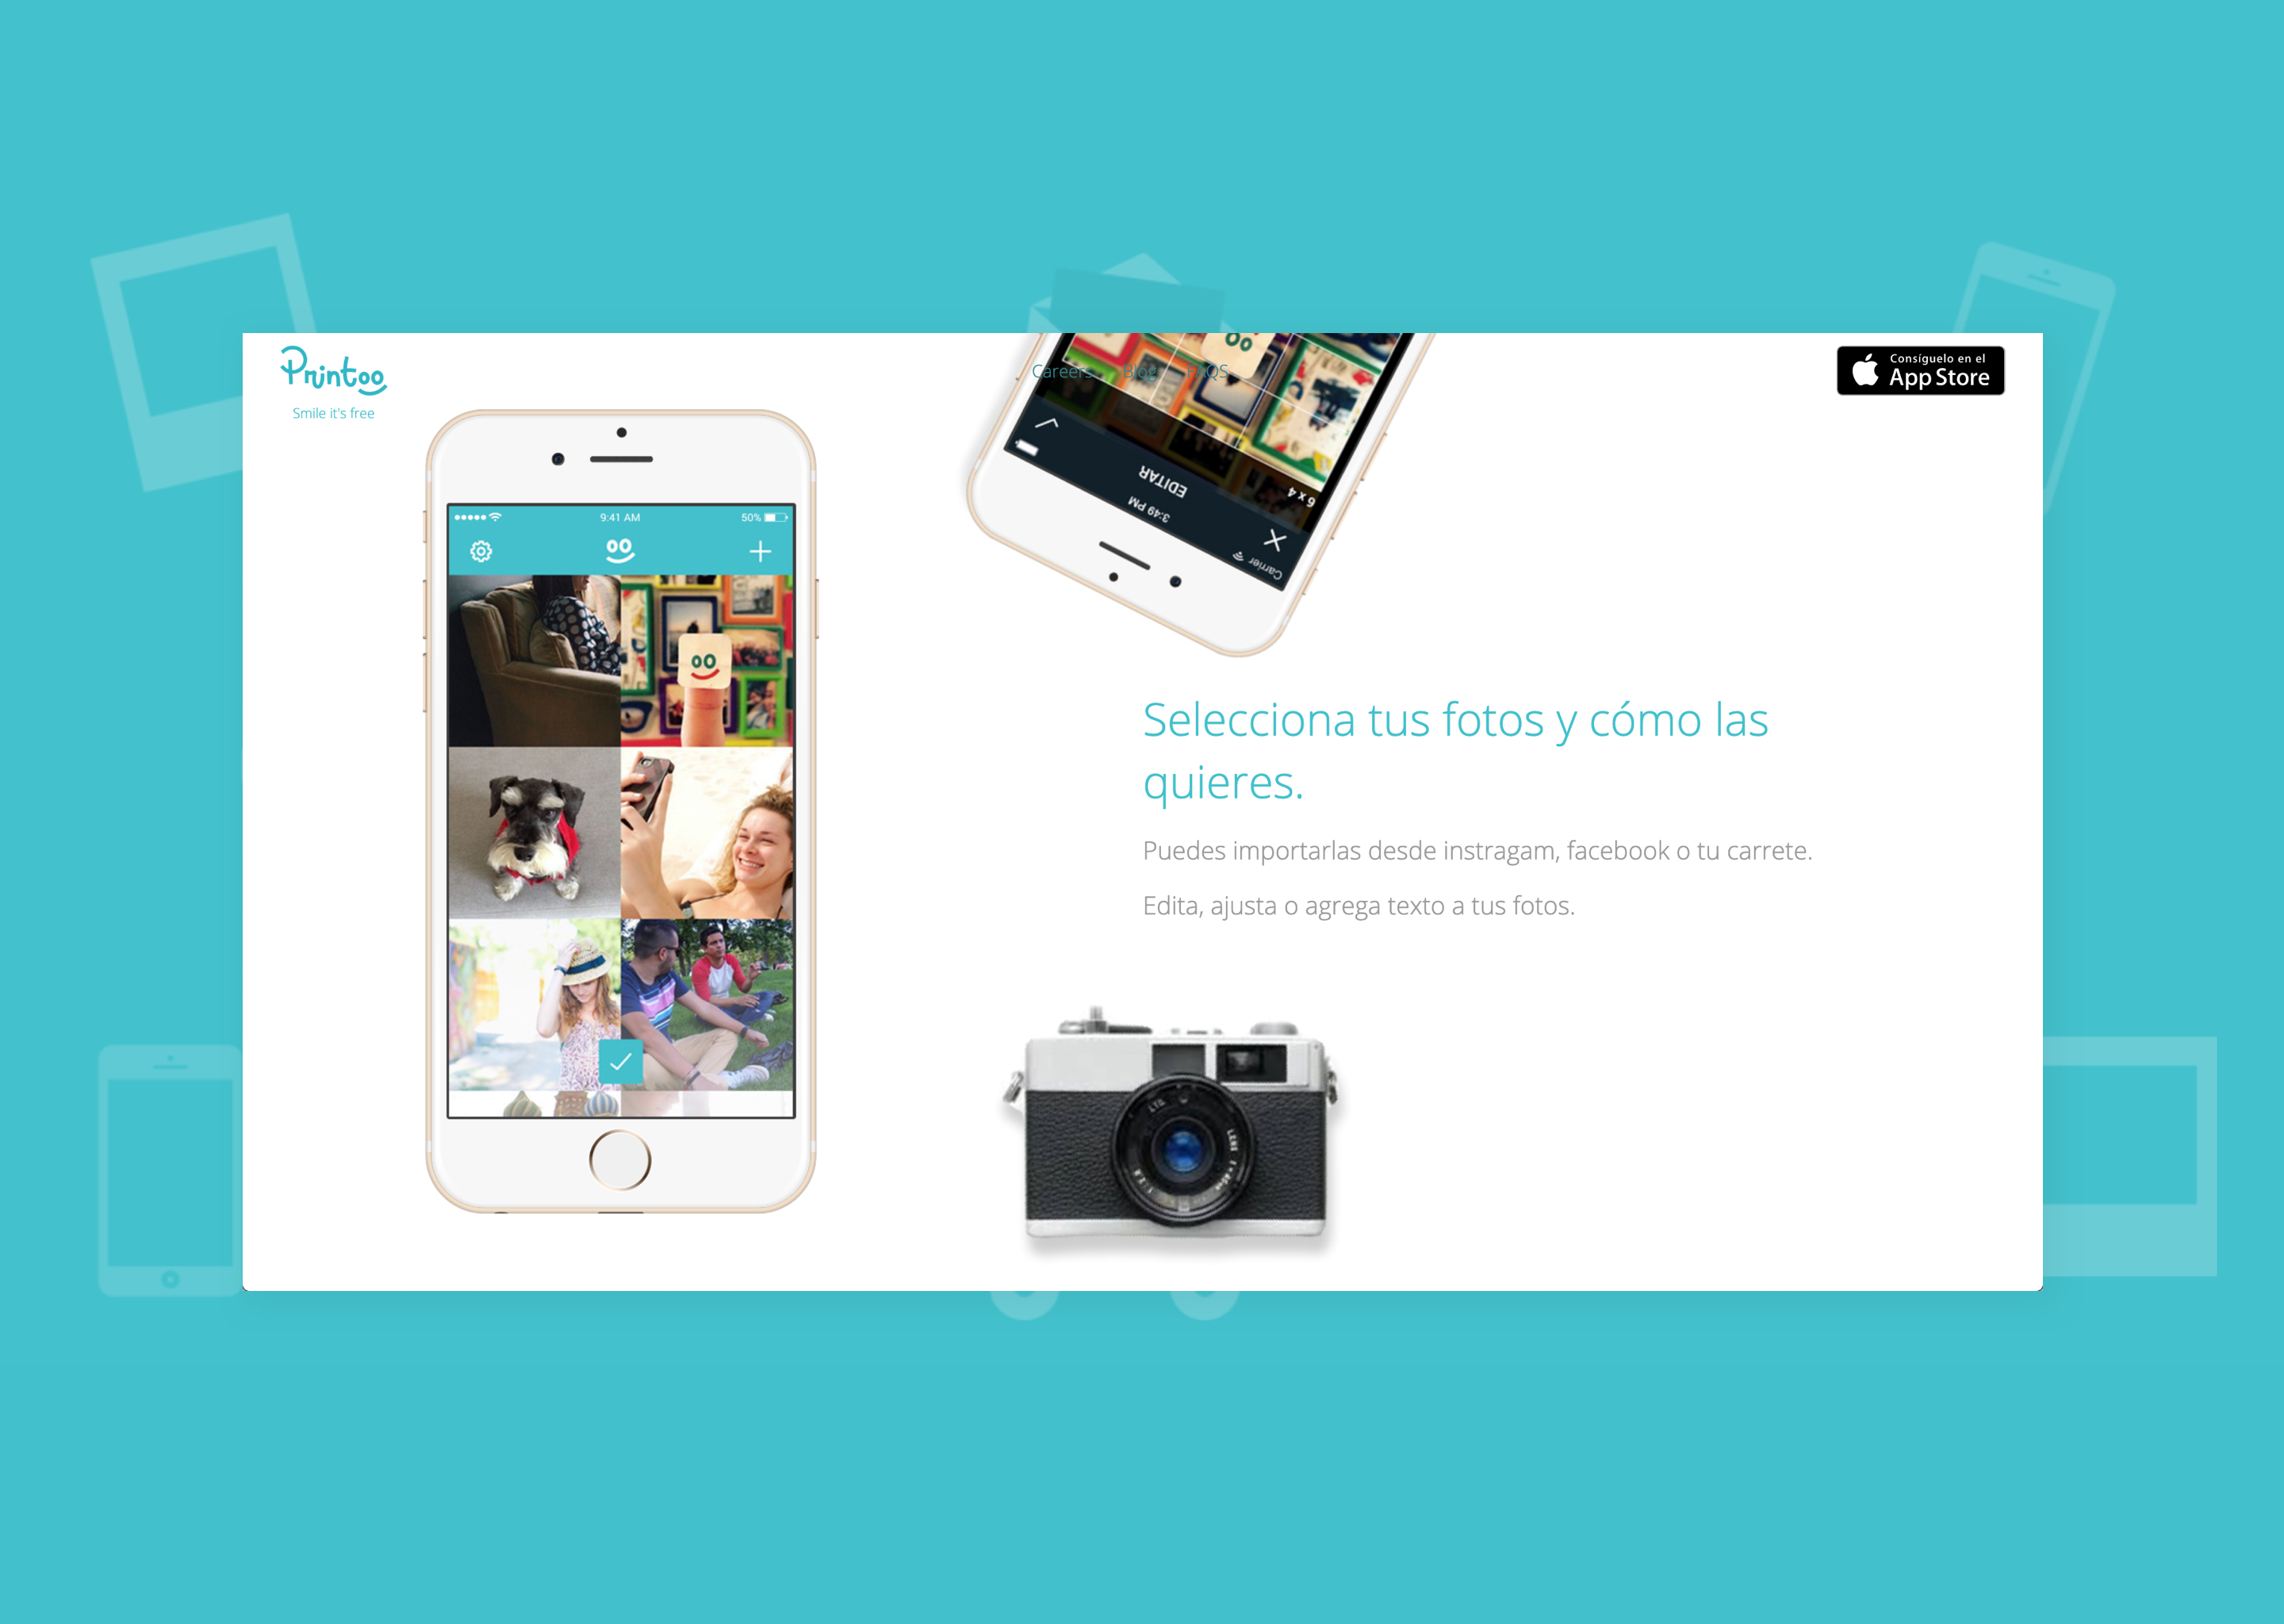 Printoo
Smile it's free
Careers Blog FAQS
Consíguelo en el
App Store
9:41 AM 50%
6 x 4
EDITAR
3:49 PM
Carrier
Selecciona tus fotos y cómo las
quieres.
Puedes importarlas desde instragam, facebook o tu carrete.
Edita, ajusta o agrega texto a tus fotos.